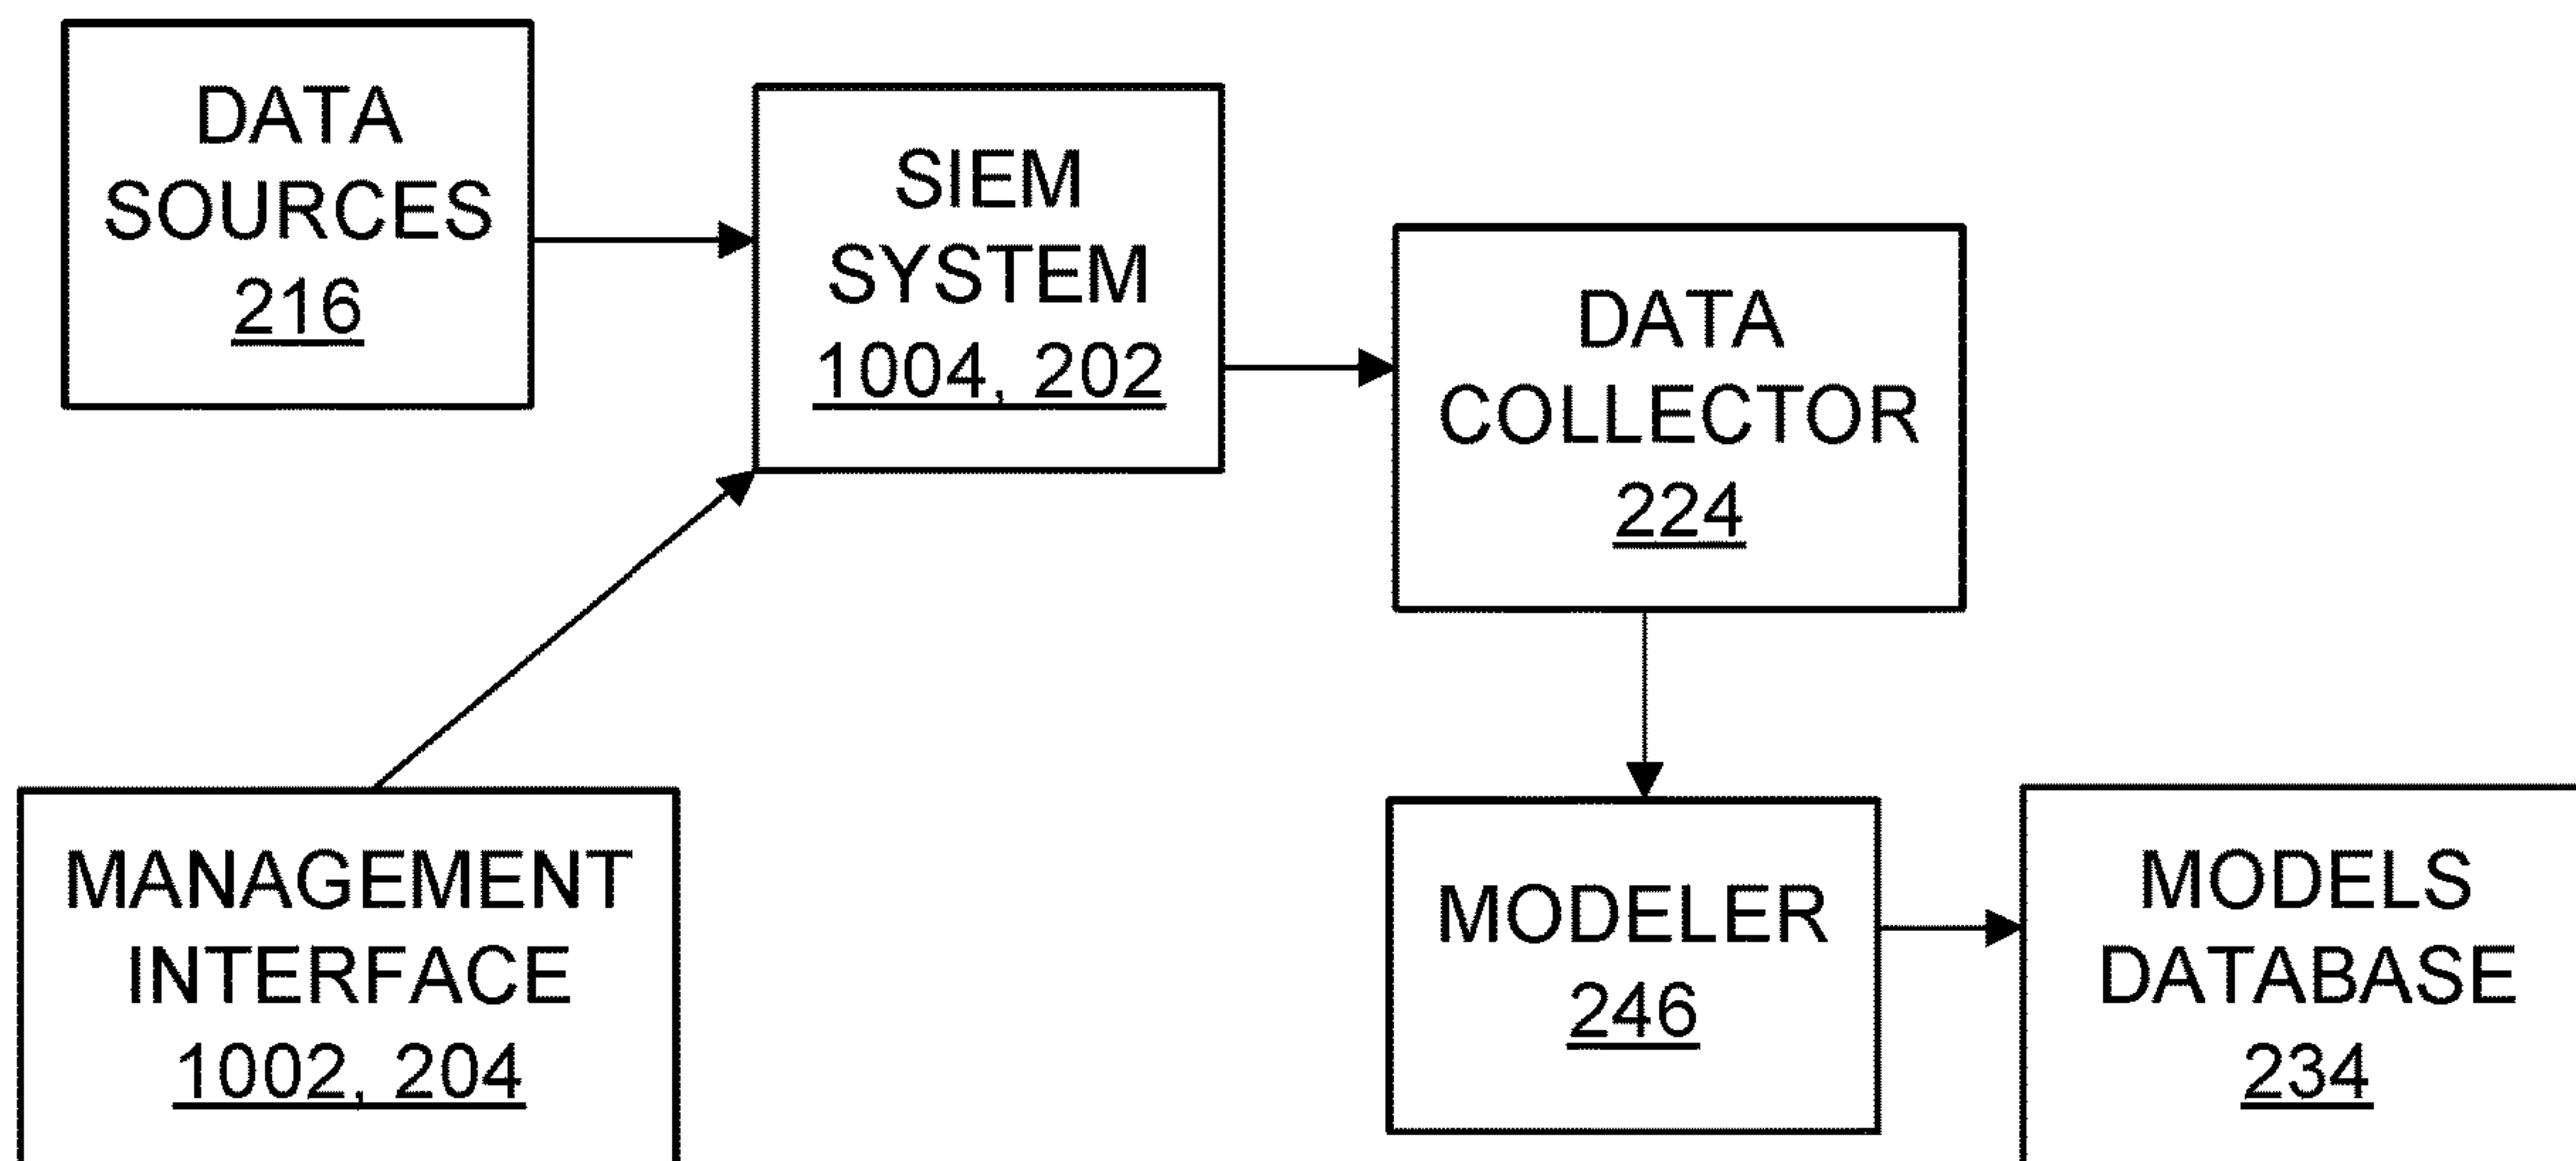 DATA
SOURCES
216
SIEM
SYSTEM
1004, 202
DATA
COLLECTOR
224
MANAGEMENT
INTERFACE
1002, 204
MODELER
246
MODELS
DATABASE
234